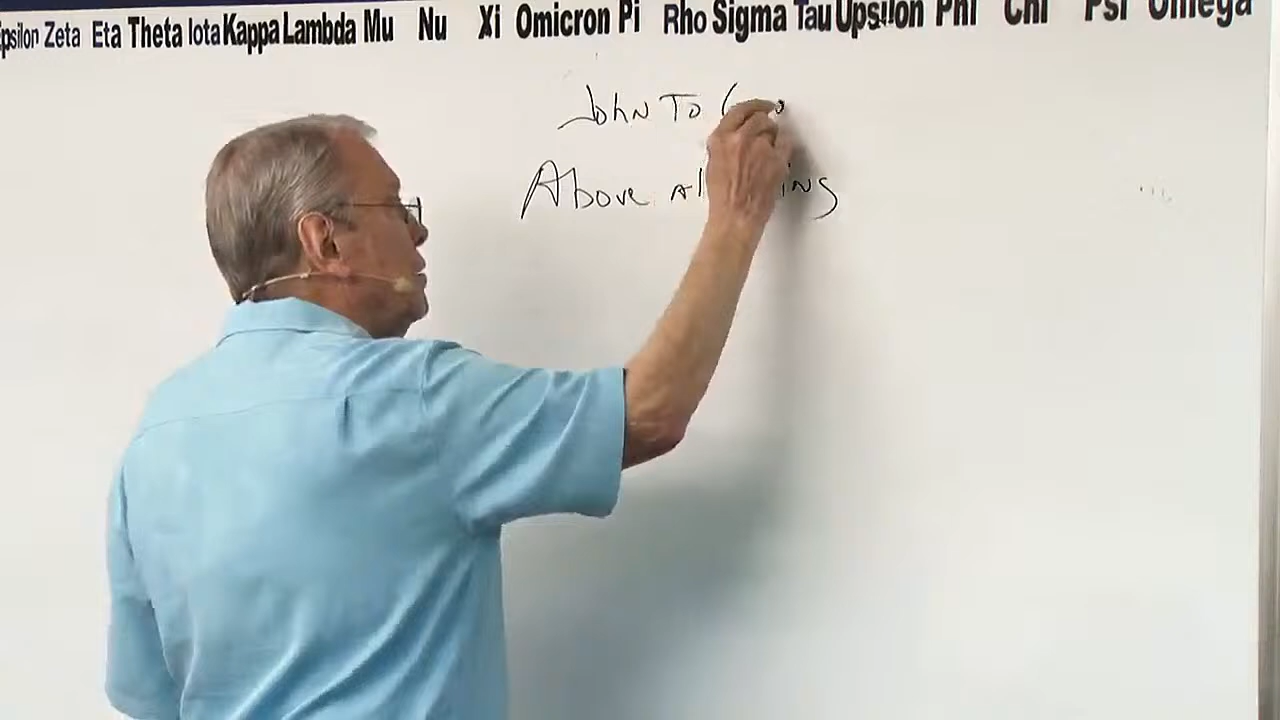 Zeta Eta Theta Iota Kappa Lambda Mu Nu Xi Omicron Pi Rho Sigma Tau Upsilon Phi Chi Psi Omega
John To
Above